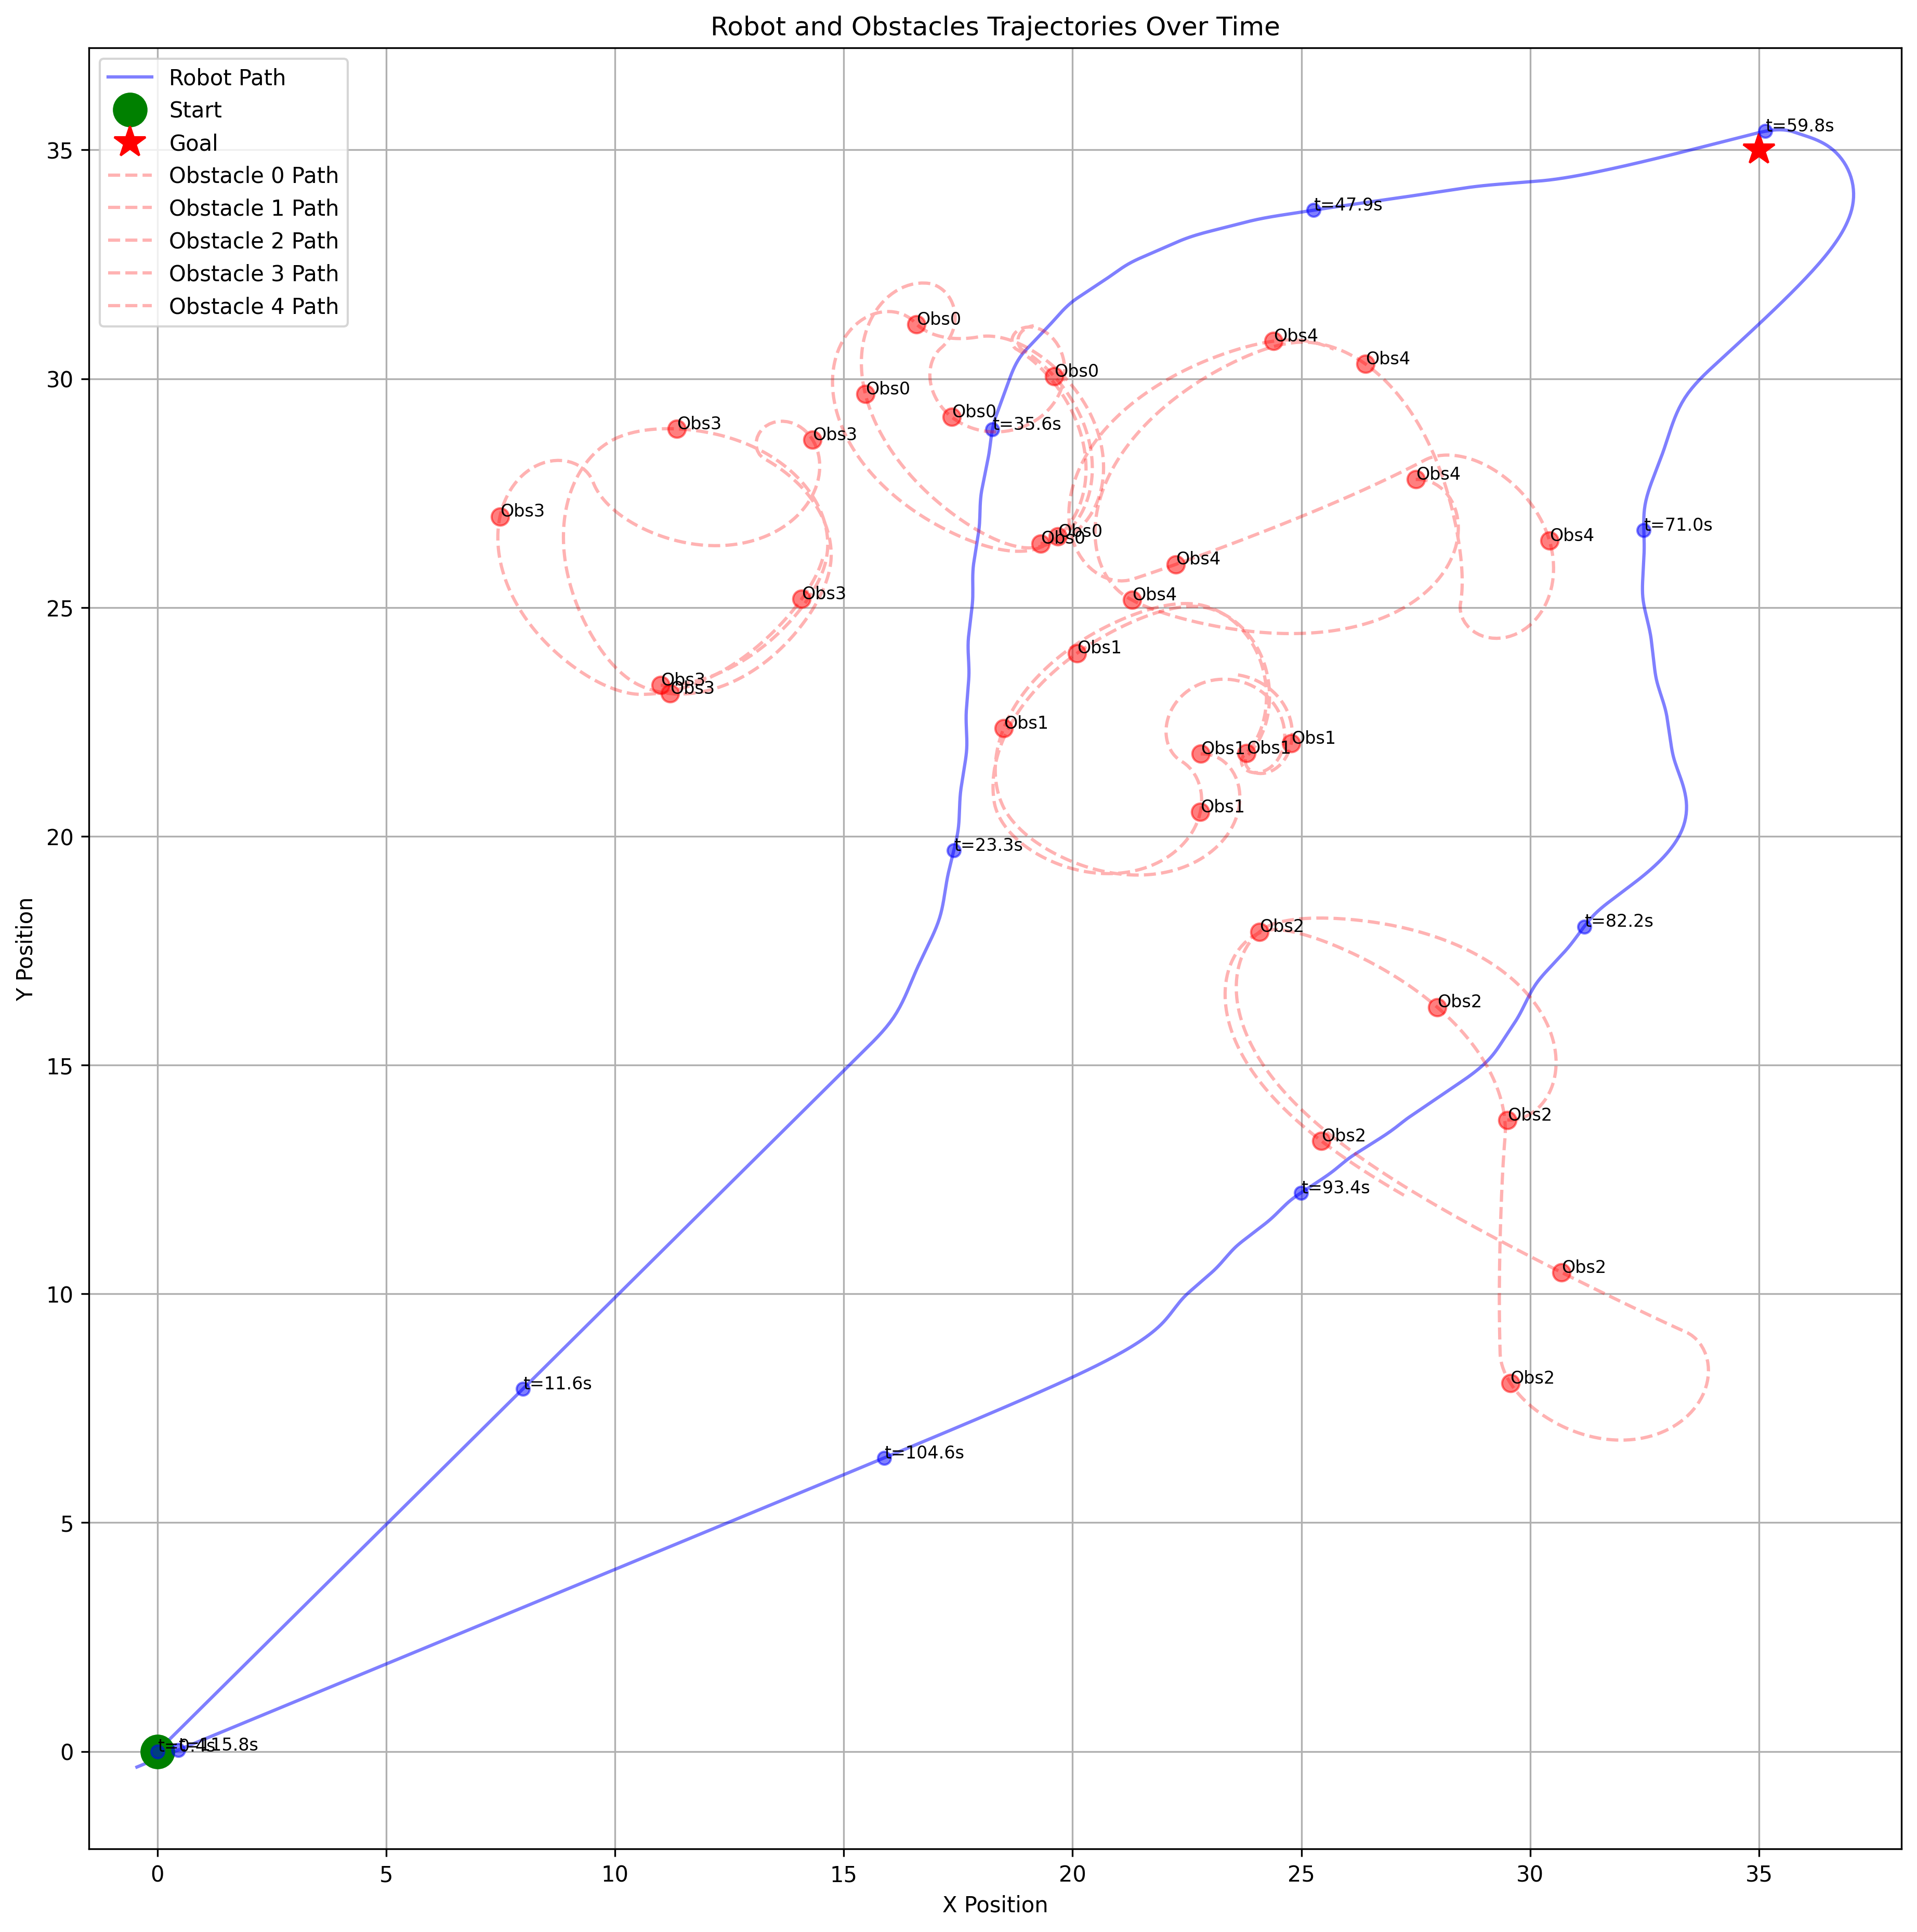 Robot and Obstacles Trajectories Over Time
Robot Path
Start
Goal
Obstacle 0 Path
Obstacle 1 Path
Obstacle 2 Path
Obstacle 3 Path
Obstacle 4 Path
t=59.8s
t=47.9s
Obs0
Obs4
Obs4
Obs0
Obs0
Obs0
t=35.6s
Obs3
Obs3
Obs4
Obs3
Obs4
t=71.0s
Obs0
Obs0
Obs4
Obs3
Obs4
Obs1
Obs3
Obs3
Obs1
Obs1
Obs1
Obs1
Obs1
t=23.3s
Obs2
t=82.2s
Obs2
Obs2
Obs2
t=93.4s
Obs2
Obs2
t=11.6s
t=104.6s
t=0.4s
t=115.8s
Y Position
35
30
25
20
15
10
5
0
0
5
10
15
20
25
30
35
X Position